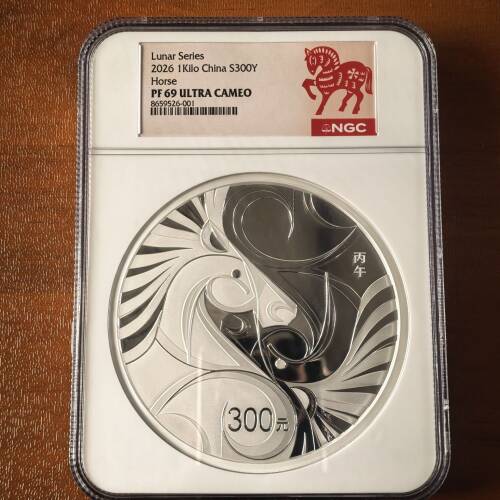 Lunar Series
2026 1Kilo China S300Y
Horse
PF 69 ULTRA CAMEO
8659526-001
NGC
丙午
300元